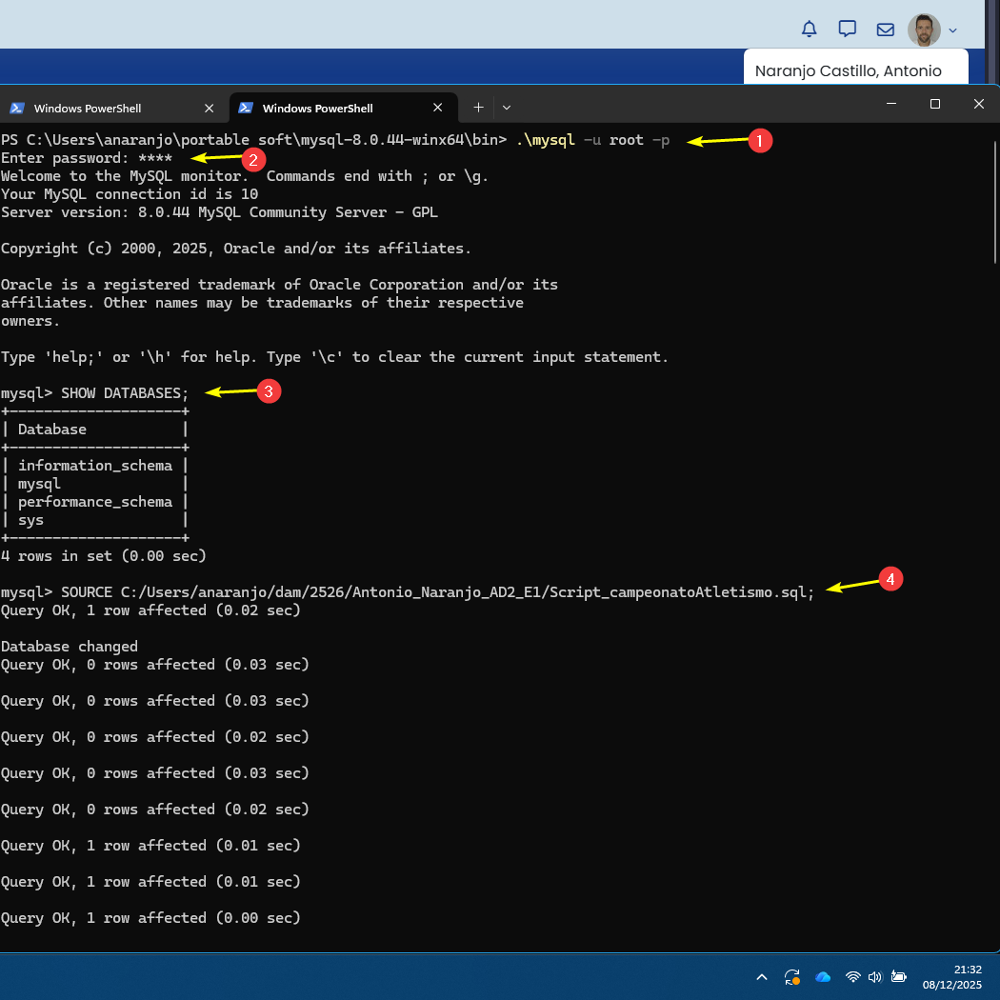 Naranjo Castillo, Antonio
Windows PowerShell
Windows PowerShell
PS C:\Users\anaranjo\portable soft\mysql-8.0.44-winx64\bin> .\mysql -u root -p
1
Enter password: ****
2
Welcome to the MySQL monitor.  Commands end with ; or \g.
Your MySQL connection id is 10
Server version: 8.0.44 MySQL Community Server - GPL
Copyright (c) 2000, 2025, Oracle and/or its affiliates.
Oracle is a registered trademark of Oracle Corporation and/or its
affiliates. Other names may be trademarks of their respective
owners.
Type 'help;' or '\h' for help. Type '\c' to clear the current input statement.
mysql> SHOW DATABASES;
3
+--------------------+
| Database           |
+--------------------+
| information_schema |
| mysql              |
| performance_schema |
| sys                |
+--------------------+
4 rows in set (0.00 sec)
mysql> SOURCE C:/Users/anaranjo/dam/2526/Antonio_Naranjo_AD2_E1/Script_campeonatoAtletismo.sql;
4
Query OK, 1 row affected (0.02 sec)
Database changed
Query OK, 0 rows affected (0.03 sec)
Query OK, 0 rows affected (0.03 sec)
Query OK, 0 rows affected (0.02 sec)
Query OK, 0 rows affected (0.03 sec)
Query OK, 0 rows affected (0.02 sec)
Query OK, 1 row affected (0.01 sec)
Query OK, 1 row affected (0.01 sec)
Query OK, 1 row affected (0.00 sec)
21:32
08/12/2025